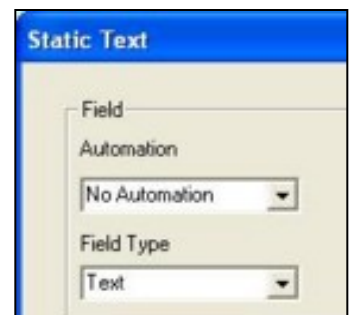 Static Text
Field
Automation
No Automation
Field Type
Text